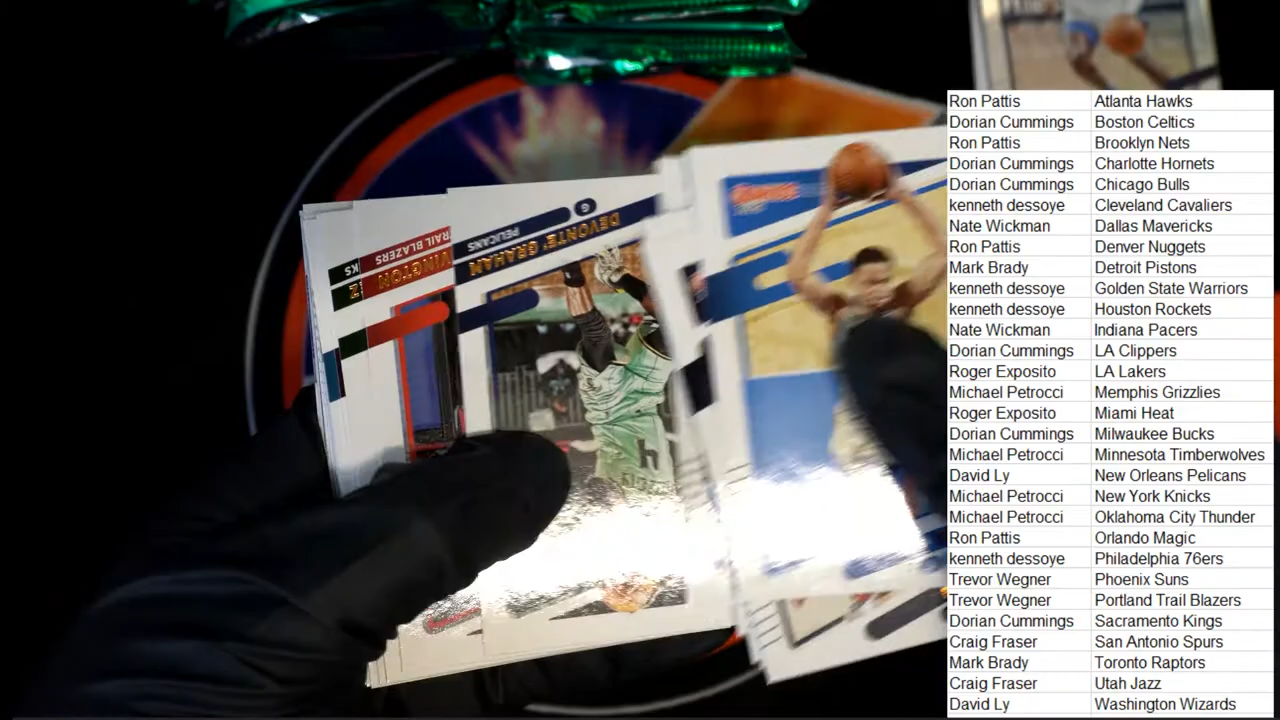 TRAIL BLAZERS
PELICANS
G
DEVONTE' GRAHAM
h
Ron Pattis Atlanta Hawks
Dorian Cummings Boston Celtics
Ron Pattis Brooklyn Nets
Dorian Cummings Charlotte Hornets
Dorian Cummings Chicago Bulls
kenneth dessoye Cleveland Cavaliers
Nate Wickman Dallas Mavericks
Ron Pattis Denver Nuggets
Mark Brady Detroit Pistons
kenneth dessoye Golden State Warriors
kenneth dessoye Houston Rockets
Nate Wickman Indiana Pacers
Dorian Cummings LA Clippers
Roger Exposito LA Lakers
Michael Petrocci Memphis Grizzlies
Roger Exposito Miami Heat
Dorian Cummings Milwaukee Bucks
Michael Petrocci Minnesota Timberwolves
David Ly New Orleans Pelicans
Michael Petrocci New York Knicks
Michael Petrocci Oklahoma City Thunder
Ron Pattis Orlando Magic
kenneth dessoye Philadelphia 76ers
Trevor Wegner Phoenix Suns
Trevor Wegner Portland Trail Blazers
Dorian Cummings Sacramento Kings
Craig Fraser San Antonio Spurs
Mark Brady Toronto Raptors
Craig Fraser Utah Jazz
David Ly Washington Wizards